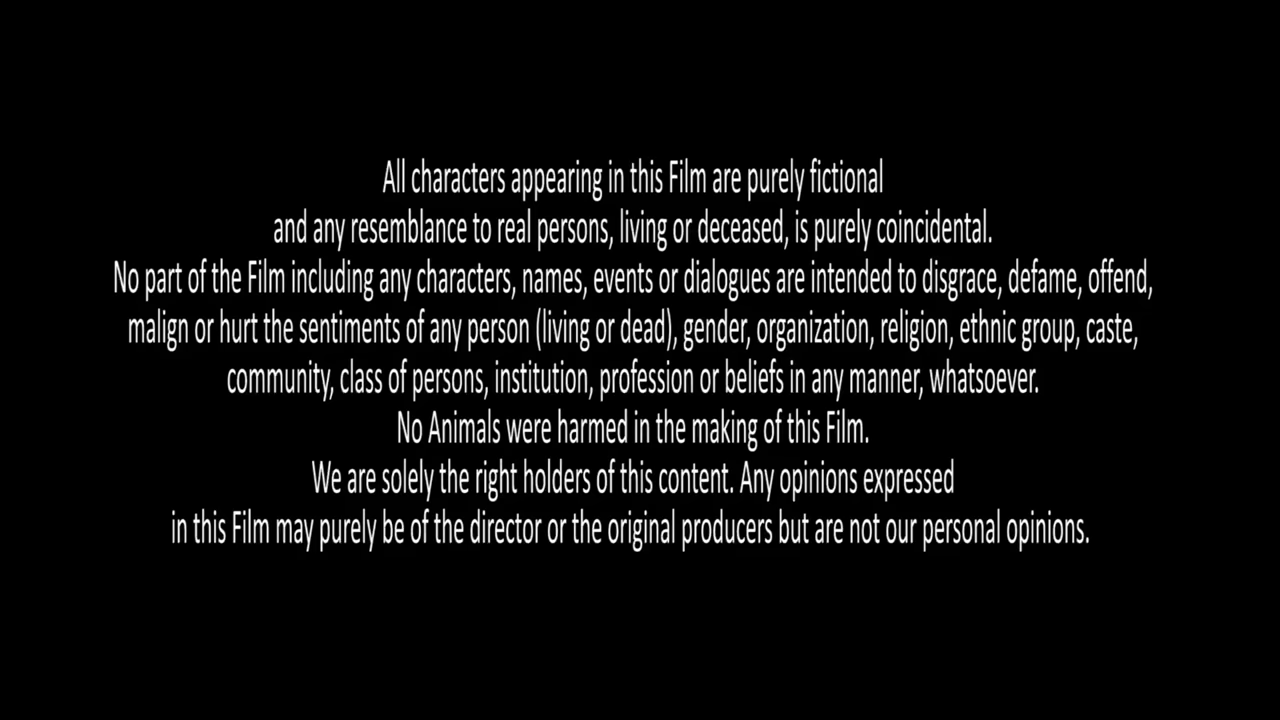 All characters appearing in this Film are purely fictional
and any resemblance to real persons, living or deceased, is purely coincidental.
No part of the Film including any characters, names, events or dialogues are intended to disgrace, defame, offend,
malign or hurt the sentiments of any person (living or dead), gender, organization, religion, ethnic group, caste,
community, class of persons, institution, profession or beliefs in any manner, whatsoever.
No Animals were harmed in the making of this Film.
We are solely the right holders of this content. Any opinions expressed
in this Film may purely be of the director or the original producers but are not our personal opinions.